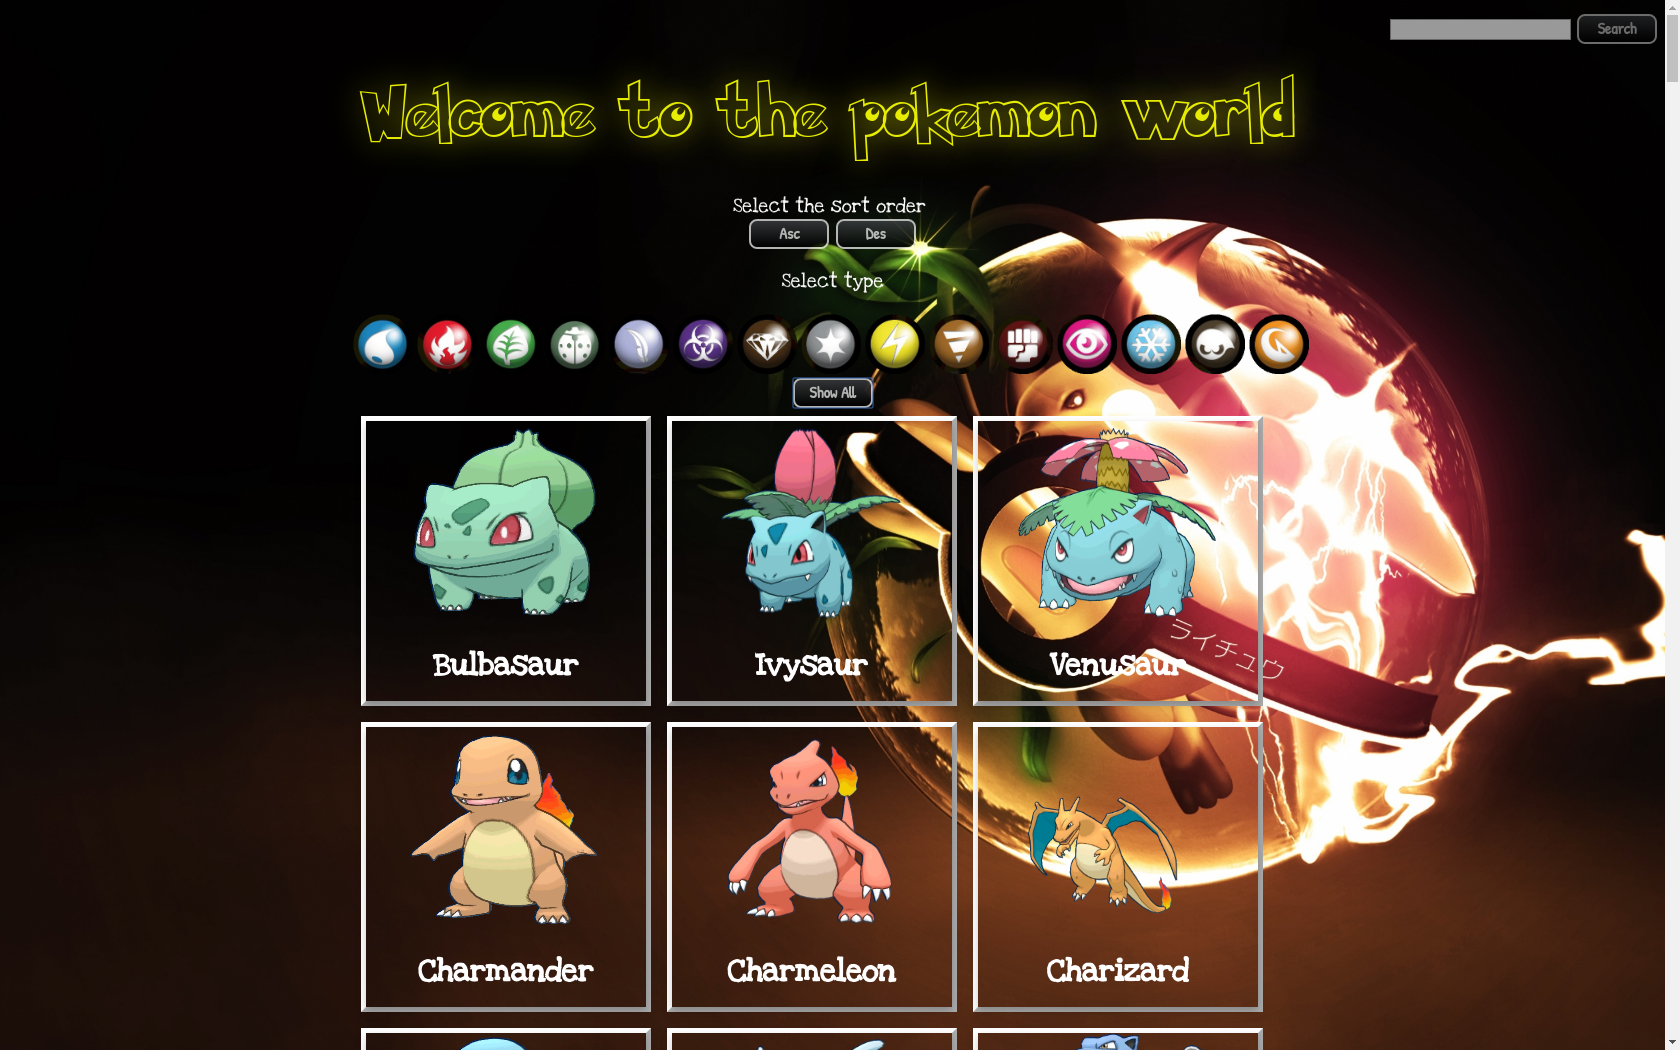 Search
Welcome to the pokemon world
Select the sort order
Asc
Des
Select type
Show All
Bulbasaur
Ivysaur
Venusaur
ライチュウ
Charmander
Charmeleon
Charizard